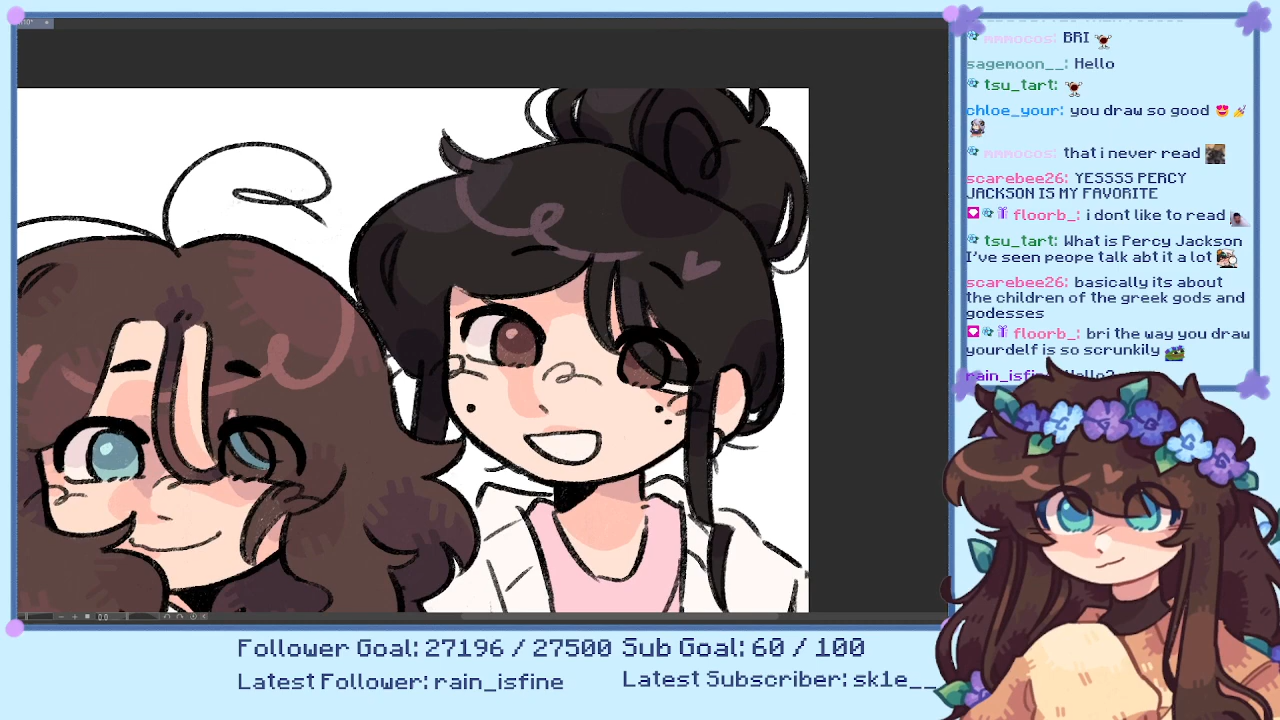 mmmocos: BRI
sagemoon__: Hello
tsu_tart:
chloe_your: you draw so good
mmmocos: that i never read
scarebee26: YESSSS PERCY
JACKSON IS MY FAVORITE
floorb_: i dont like to read
tsu_tart: What is Percy Jackson
I've seen peope talk abt it a lot
scarebee26: basically its about
the children of the greek gods and
godesses
floorb_: bri the way you draw
yourdelf is so scrunkily
Follower Goal: 27196 / 27500 Sub Goal: 60 / 100
Latest Follower: rain_isfine
Latest Subscriber: sk1e__